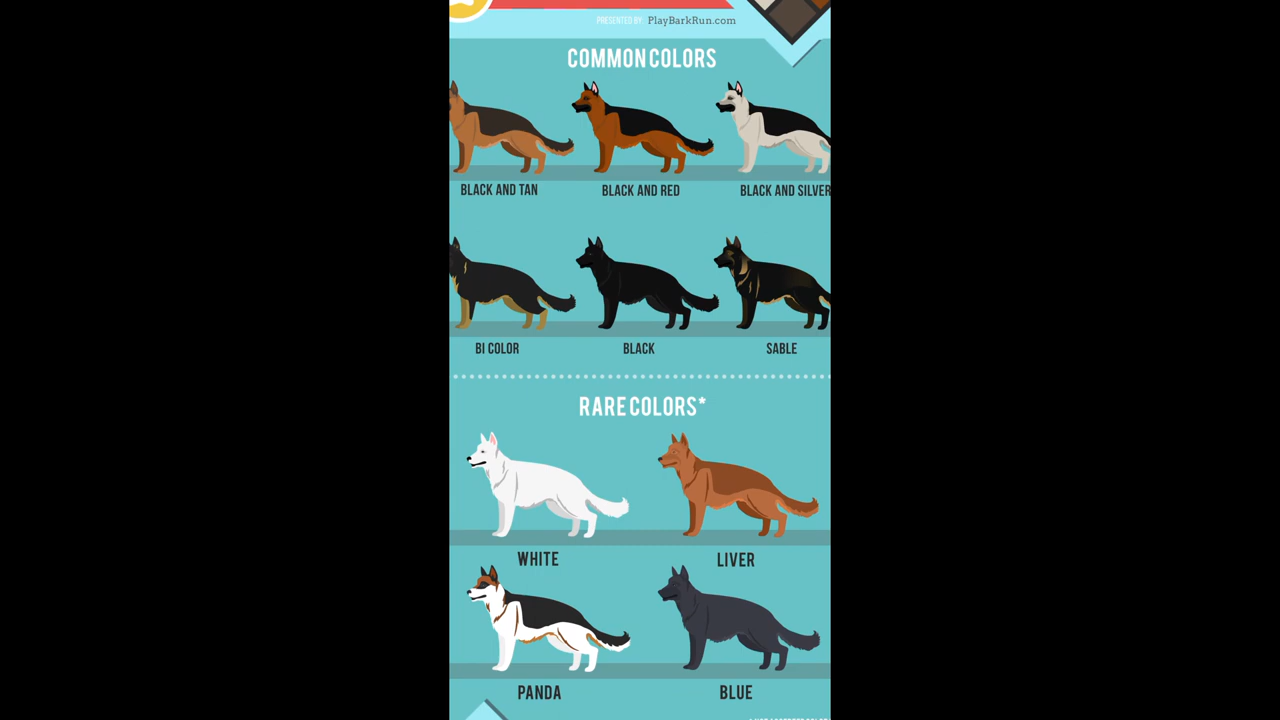 PRESENTED BY: PlayBarkRun.com
COMMON COLORS
BLACK AND TAN BLACK AND RED BLACK AND SILVER
BI COLOR BLACK SABLE
RARE COLORS*
WHITE LIVER
PANDA BLUE